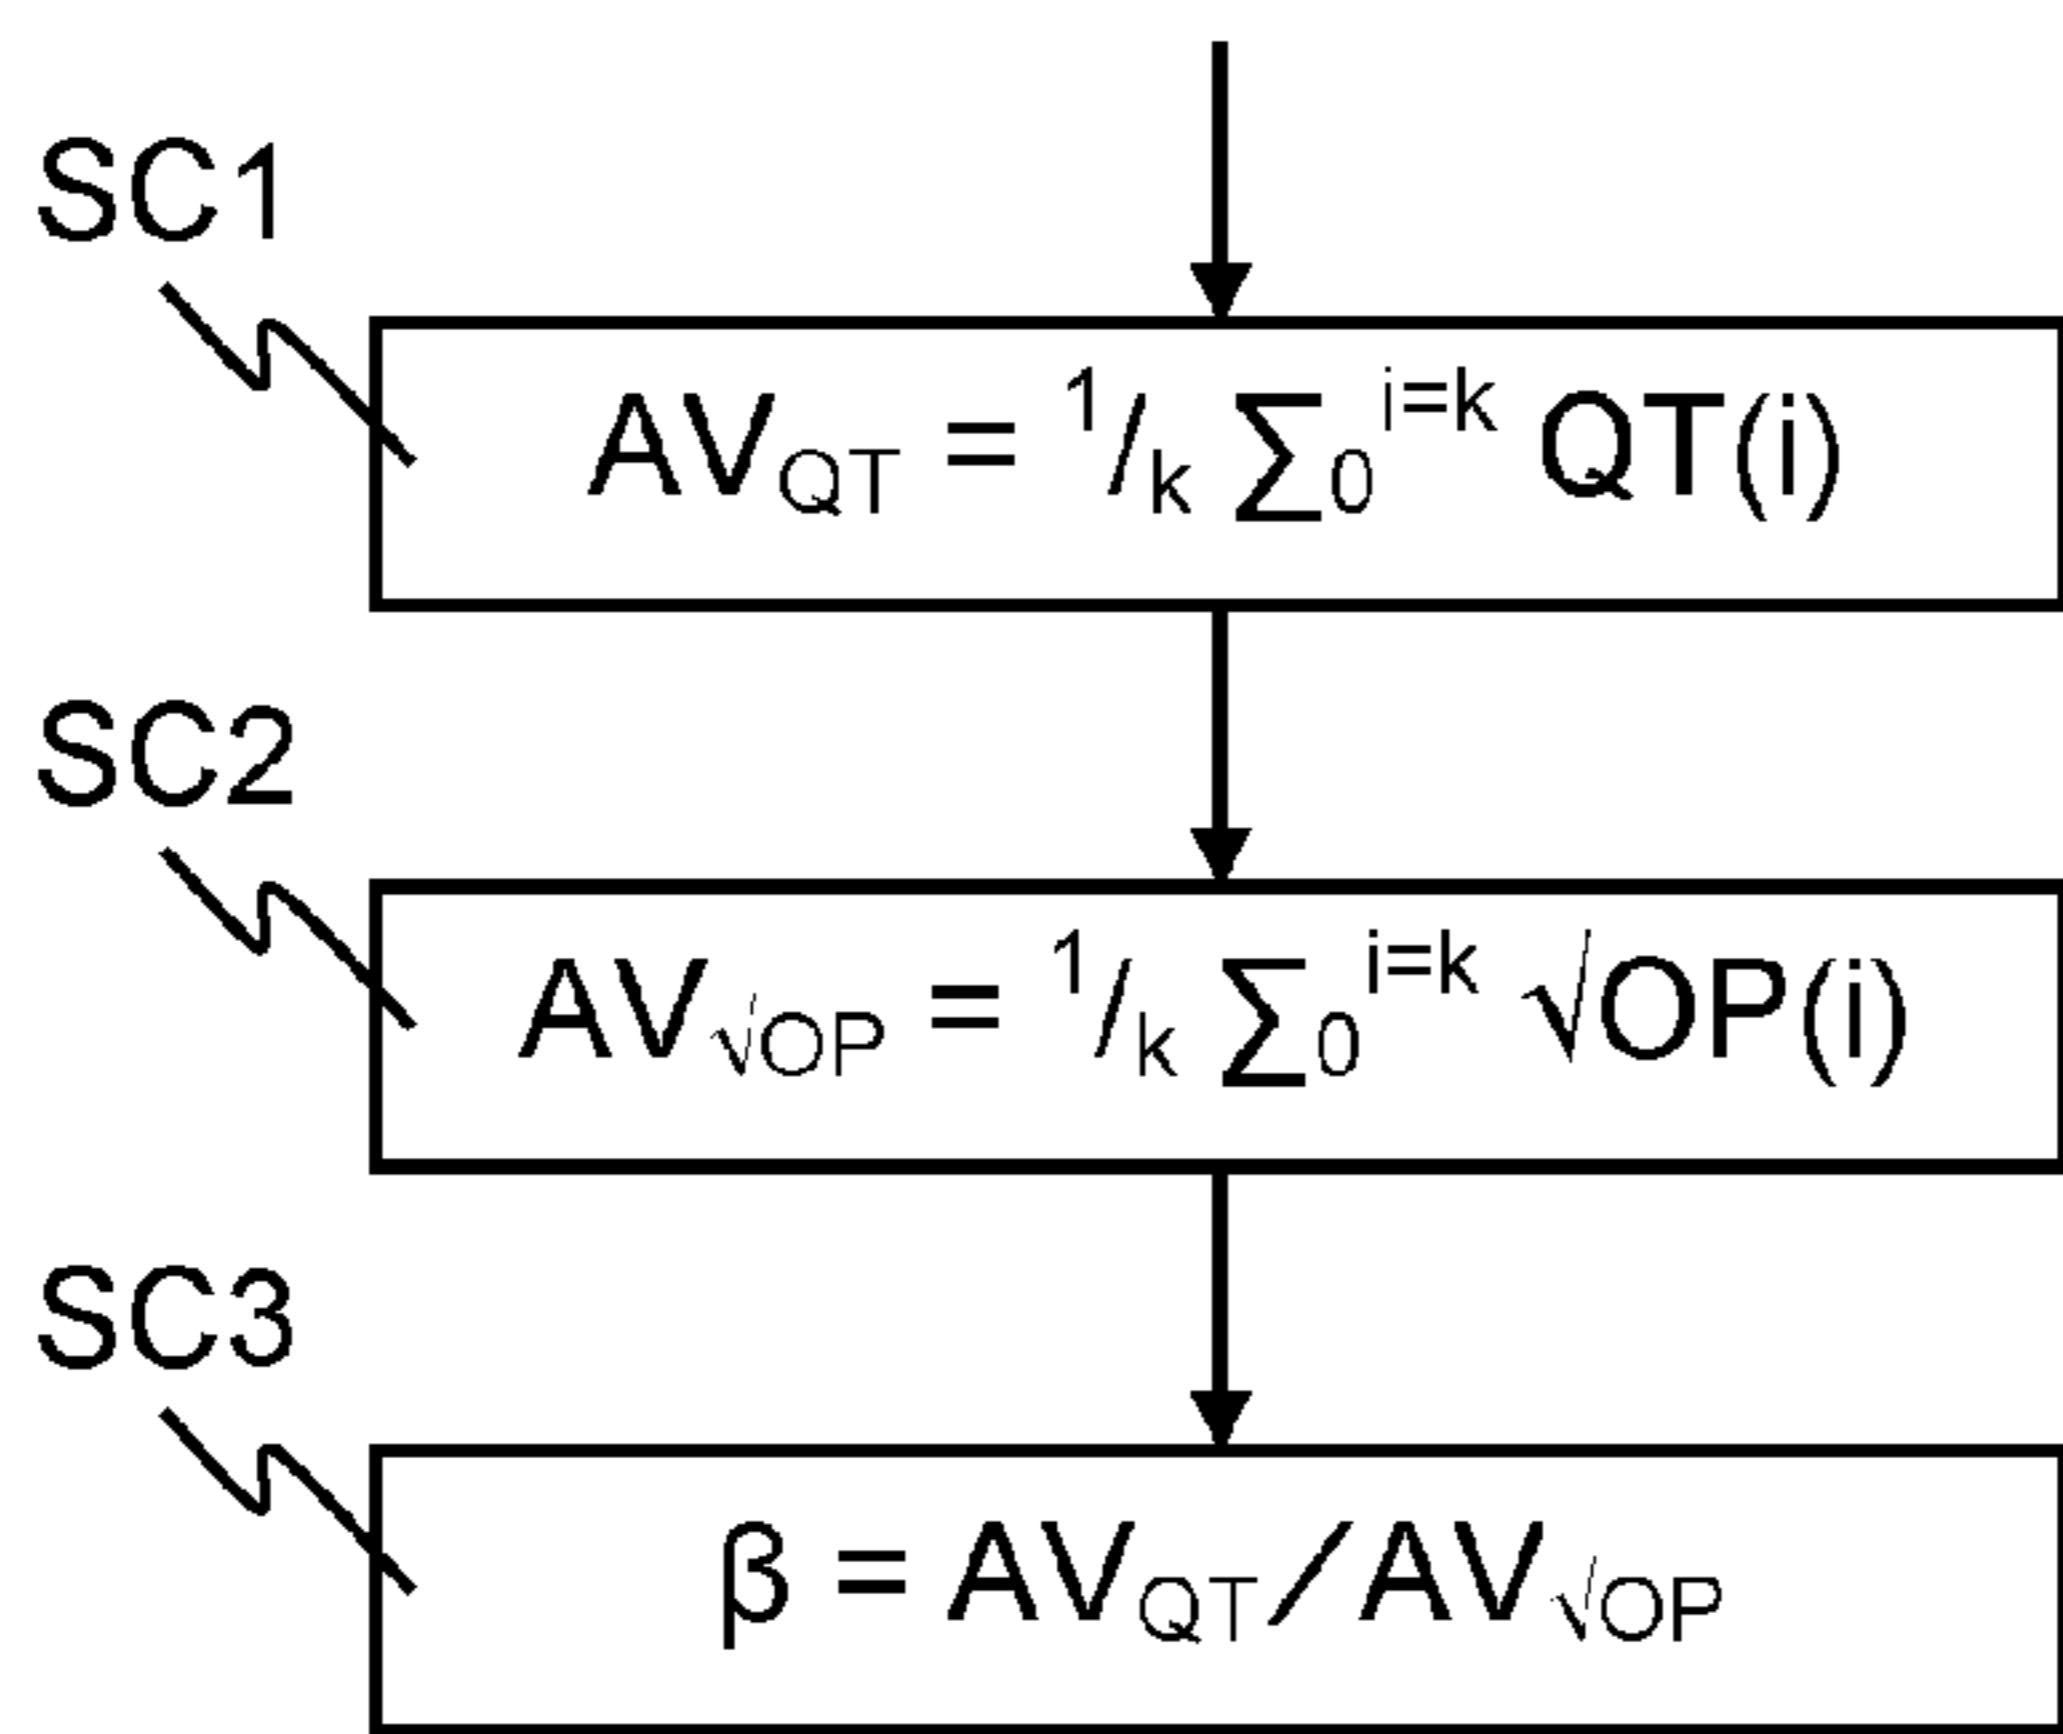 SC1
AV_QT = 1/k ∑_0^i=k QT(i)
SC2
AV_√OP = 1/k ∑_0^i=k √OP(i)
SC3
β = AV_QT / AV_√OP